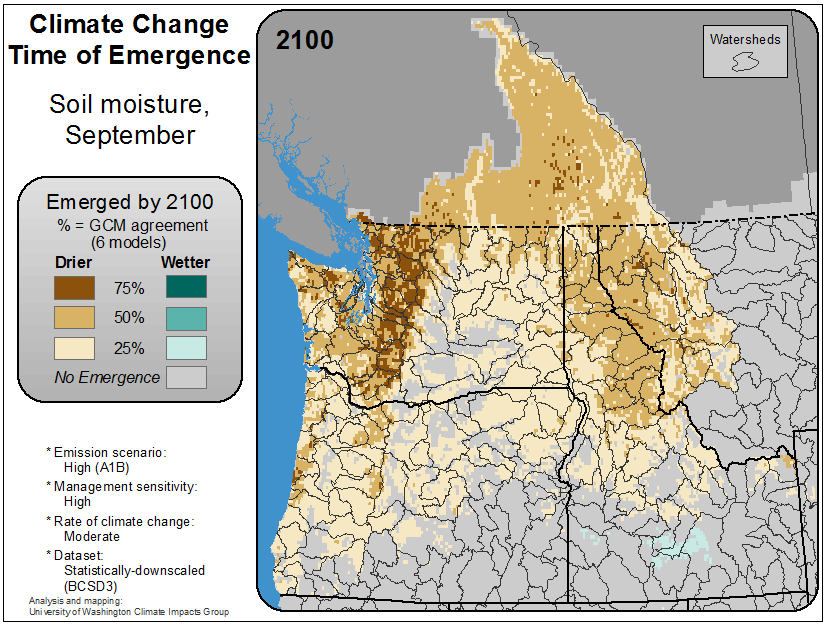 Climate Change
Time of Emergence
Soil moisture,
September
Emerged by 2100
% = GCM agreement
(6 models)
Drier Wetter
75%
50%
25%
No Emergence
* Emission scenario:
High (A1B)
* Management sensitivity:
High
* Rate of climate change:
Moderate
* Dataset:
Statistically-downscaled
(BCSD3)
Analysis and mapping:
University of Washington Climate Impacts Group
2100
Watersheds